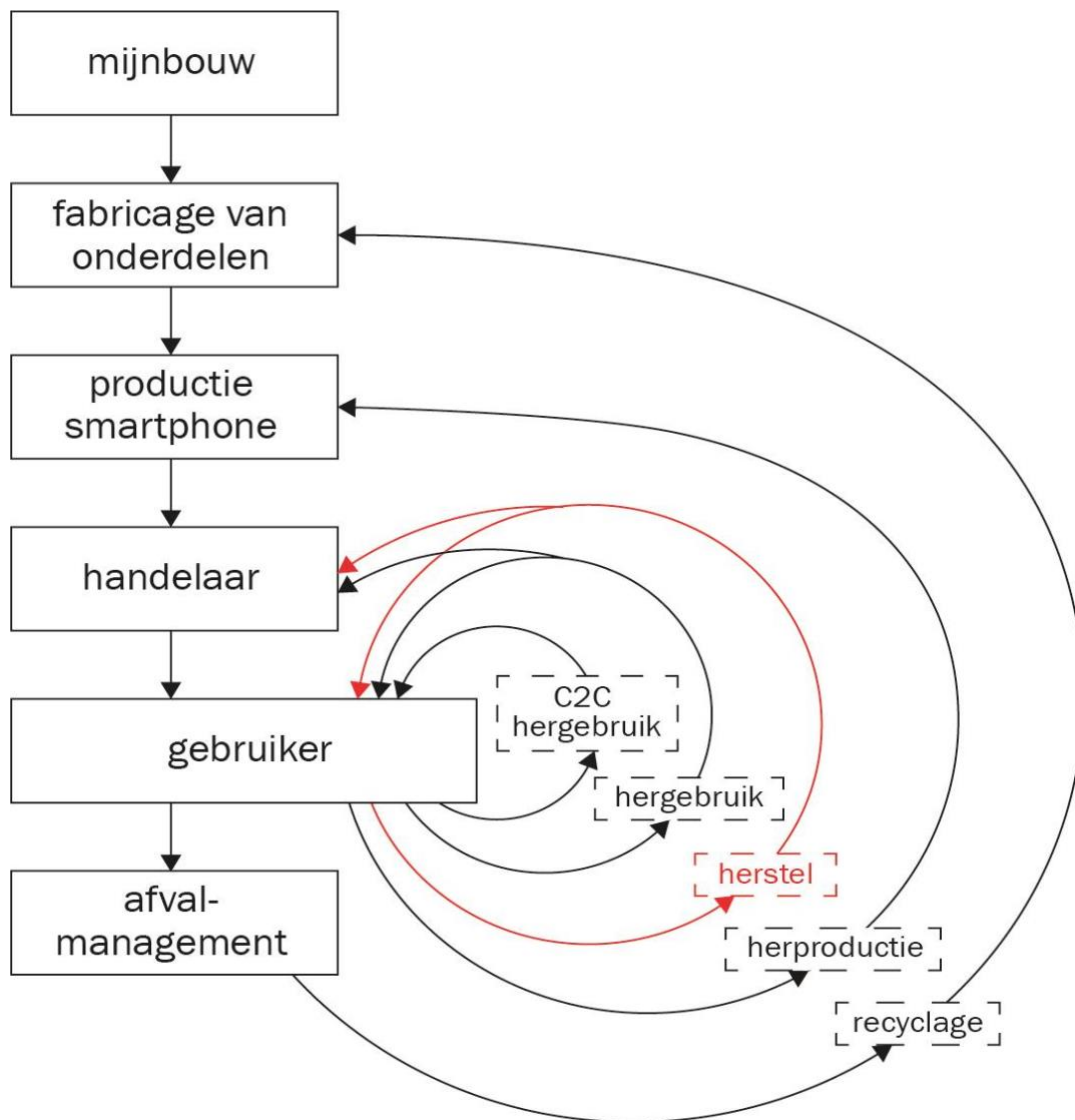 mijnbouw
fabricage van
onderdelen
productie
smartphone
handelaar
gebruiker
afval-
management
C2C
hergebruik
hergebruik
herstel
herproductie
recyclage